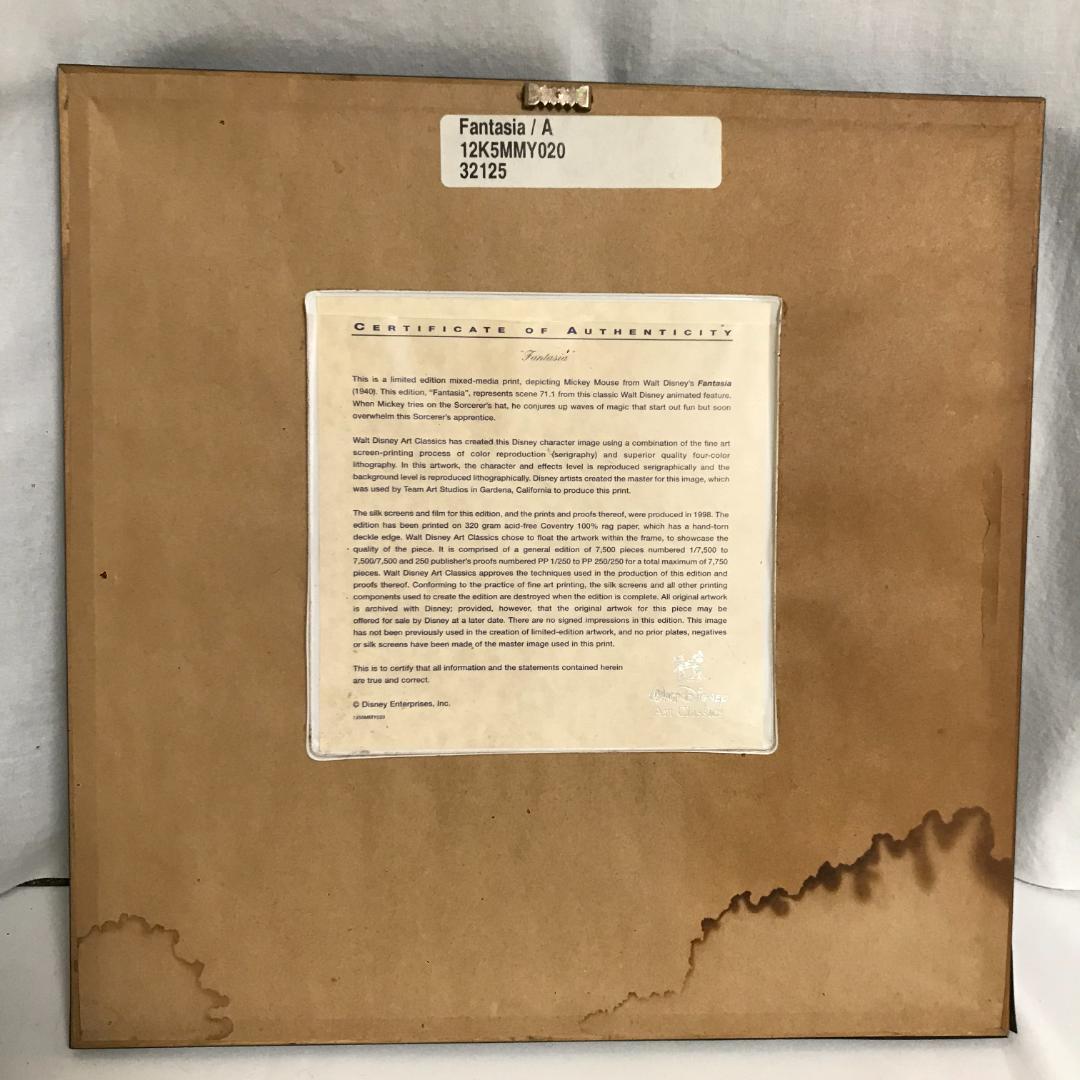 Fantasia / A
12K5MMY020
32125
CERTIFICATE OF AUTHENTICITY
"Fantasia"
This is a limited edition mixed-media print, depicting Mickey Mouse from Walt Disney's Fantasia
(1940). This edition, "Fantasia", represents scene 71.1 from this classic Walt Disney animated feature.
When Mickey tries on the Sorcerer's hat, he conjures up waves of magic that start out fun but soon
overwhelm this Sorcerer's apprentice.
Walt Disney Art Classics has created this Disney character image using a combination of the fine art
screen-printing process of color reproduction (serigraphy) and superior quality four-color
lithography. In this artwork, the character and effects level is reproduced serigraphically and the
background level is reproduced lithographically. Disney artists created the master for this image, which
was used by Team Art Studios in Gardena, California to produce this print.
The silk screens and film for this edition, and the prints and proofs thereof, were produced in 1998. The
edition has been printed on 320 gram acid-free Coventry 100% rag paper, which has a hand-torn
deckle edge. Walt Disney Art Classics chose to float the artwork within the frame, to showcase the
quality of the piece. It is comprised of a general edition of 7,500 pieces numbered 1/7,500 to
7,500/7,500 and 250 publisher's proofs numbered PP 1/250 to PP 250/250 for a total maximum of 7,750
pieces. Walt Disney Art Classics approves the techniques used in the production of this edition and
proofs thereof. Conforming to the practice of fine art printing, the silk screens and all other printing
components used to create the edition are destroyed when the edition is complete. All original artwork
is archived with Disney; provided, however, that the original artwok for this piece may be
offered for sale by Disney at a later date. There are no signed impressions in this edition. This image
has not been previously used in the creation of limited-edition artwork, and no prior plates, negatives
or silk screens have been made of the master image used in this print.
This is to certify that all information and the statements contained herein
are true and correct.
© Disney Enterprises, Inc.
Walt Disney
Art Classics